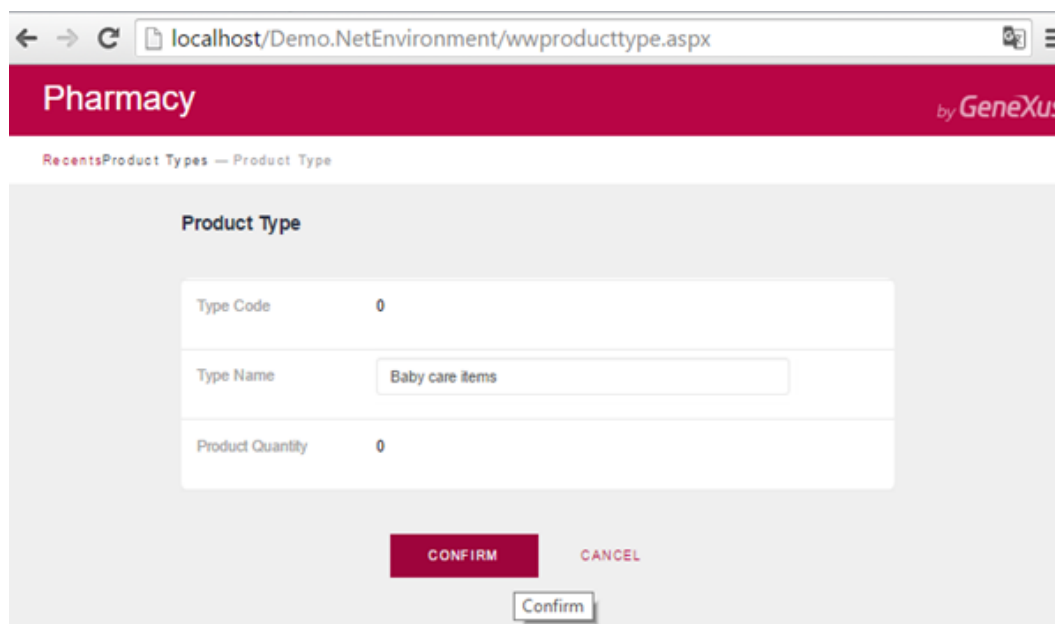 localhost/Demo.NetEnvironment/wwproducttype.aspx
Pharmacy
by GeneXus
RecentsProduct Types — Product Type
Product Type
Type Code 0
Type Name Baby care items
Product Quantity 0
CONFIRM CANCEL
Confirm